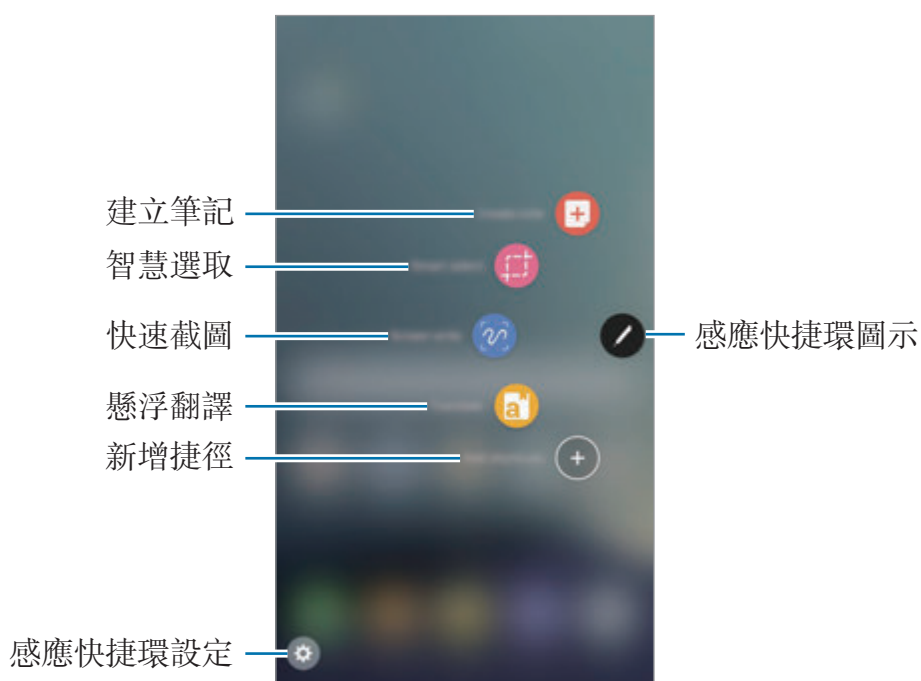 建立筆記
智慧選取
快速截圖
感應快捷環圖示
懸浮翻譯
新增捷徑
感應快捷環設定